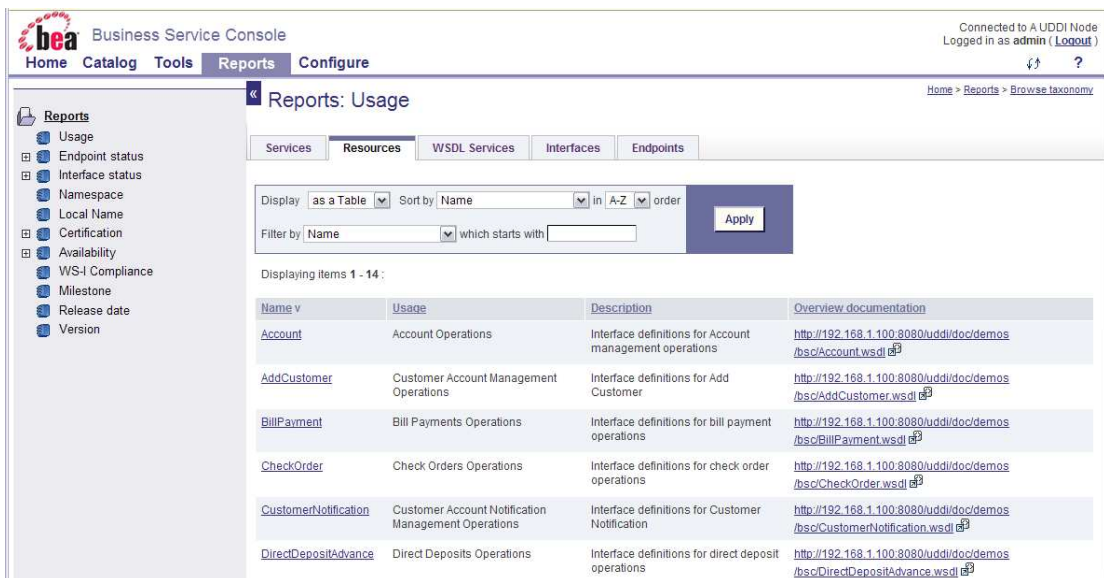 bea Business Service Console
Connected to A UDDI Node
Logged in as admin ( Logout )
Home Catalog Tools Reports Configure ?
« Reports: Usage
Home > Reports > Browse taxonomy
Reports
Usage
Endpoint status
Interface status
Namespace
Local Name
Certification
Availability
WS-I Compliance
Milestone
Release date
Version
Services Resources WSDL Services Interfaces Endpoints
Display as a Table Sort by Name in A-Z order
Filter by Name which starts with
Apply
Displaying items 1 - 14 :
Name v Usage Description Overview documentation
Account Account Operations Interface definitions for Account http://192.168.1.100:8080/uddi/doc/demos
management operations /bsc/Account.wsdl
AddCustomer Customer Account Management Interface definitions for Add http://192.168.1.100:8080/uddi/doc/demos
Operations Customer /bsc/AddCustomer.wsdl
BillPayment Bill Payments Operations Interface definitions for bill payment http://192.168.1.100:8080/uddi/doc/demos
operations /bsc/BillPayment.wsdl
CheckOrder Check Orders Operations Interface definitions for check order http://192.168.1.100:8080/uddi/doc/demos
operations /bsc/CheckOrder.wsdl
CustomerNotification Customer Account Notification Interface definitions for Customer http://192.168.1.100:8080/uddi/doc/demos
Management Operations Notification /bsc/CustomerNotification.wsdl
DirectDepositAdvance Direct Deposits Operations Interface definitions for direct deposit http://192.168.1.100:8080/uddi/doc/demos
operations /bsc/DirectDepositAdvance.wsdl